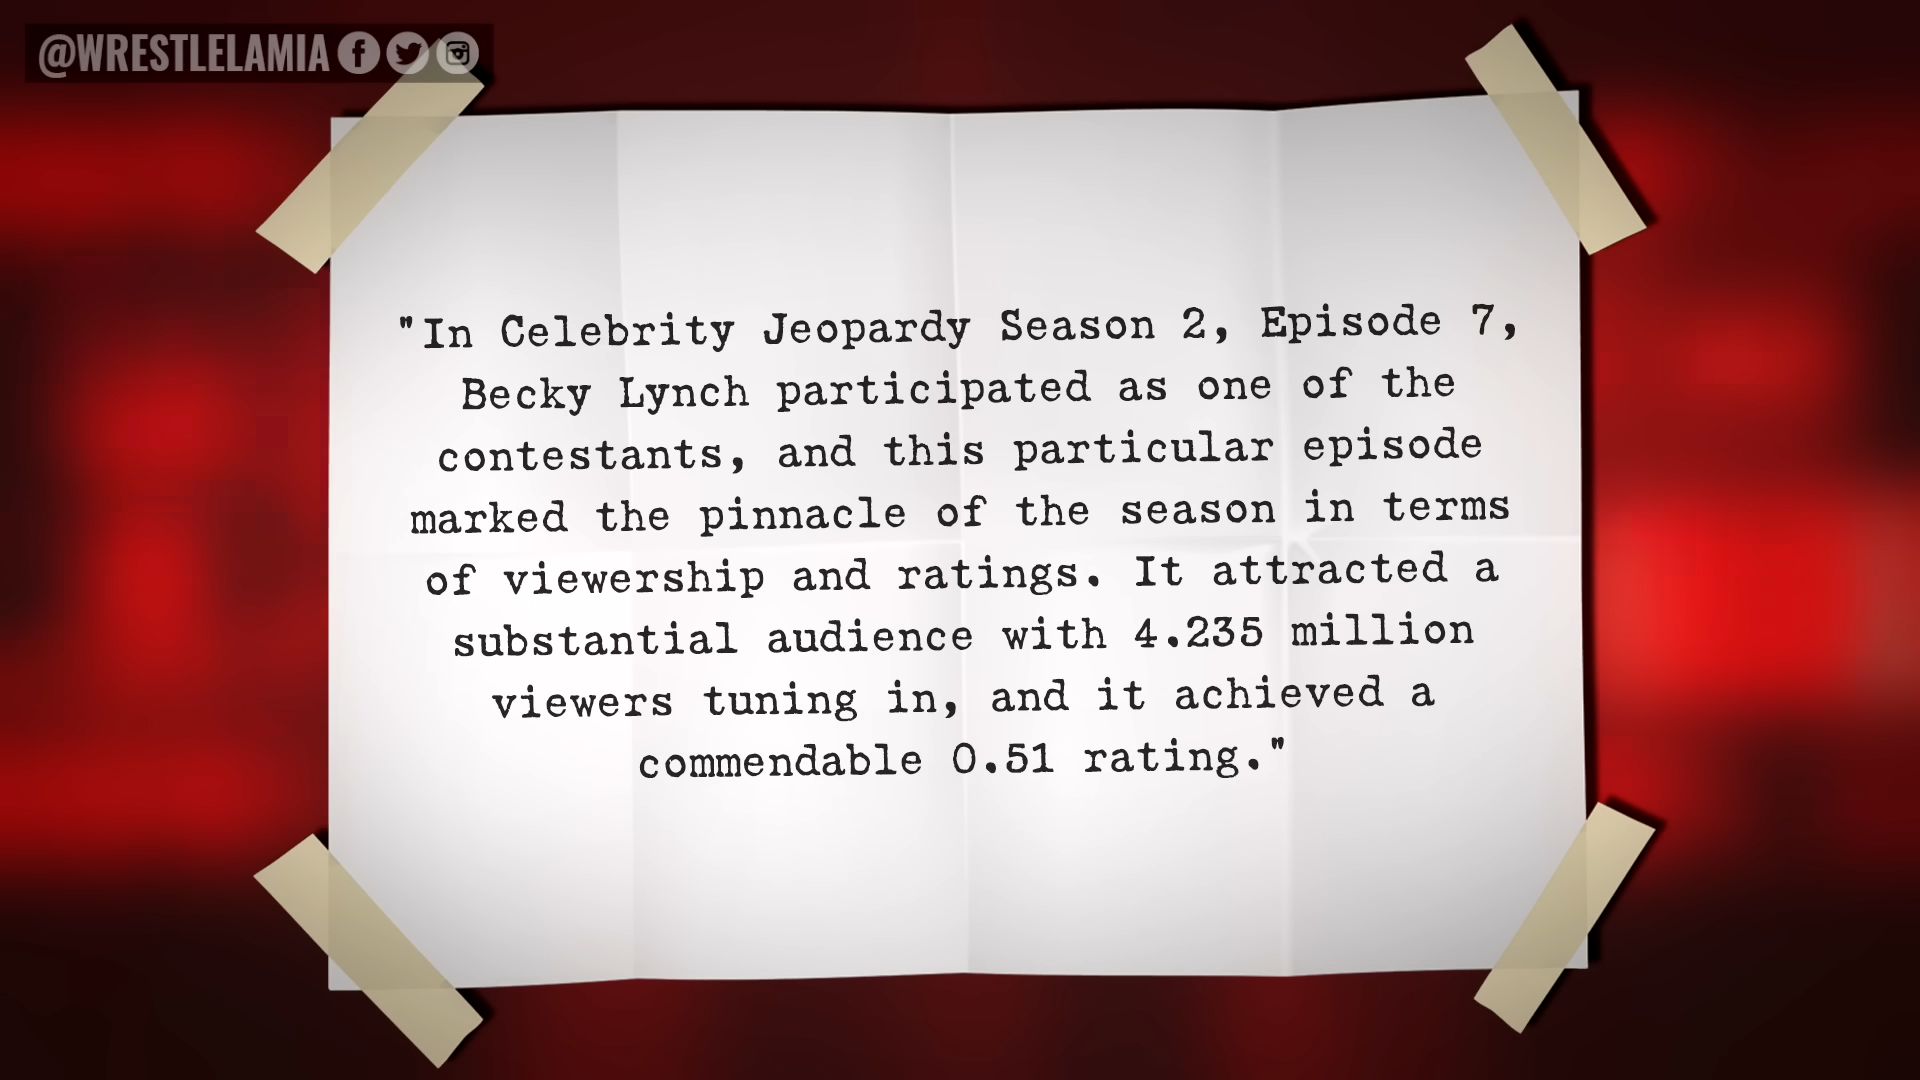 @WRESTLELAMIA
"In Celebrity Jeopardy Season 2, Episode 7,
Becky Lynch participated as one of the
contestants, and this particular episode
marked the pinnacle of the season in terms
of viewership and ratings. It attracted a
substantial audience with 4.235 million
viewers tuning in, and it achieved a
commendable 0.51 rating."